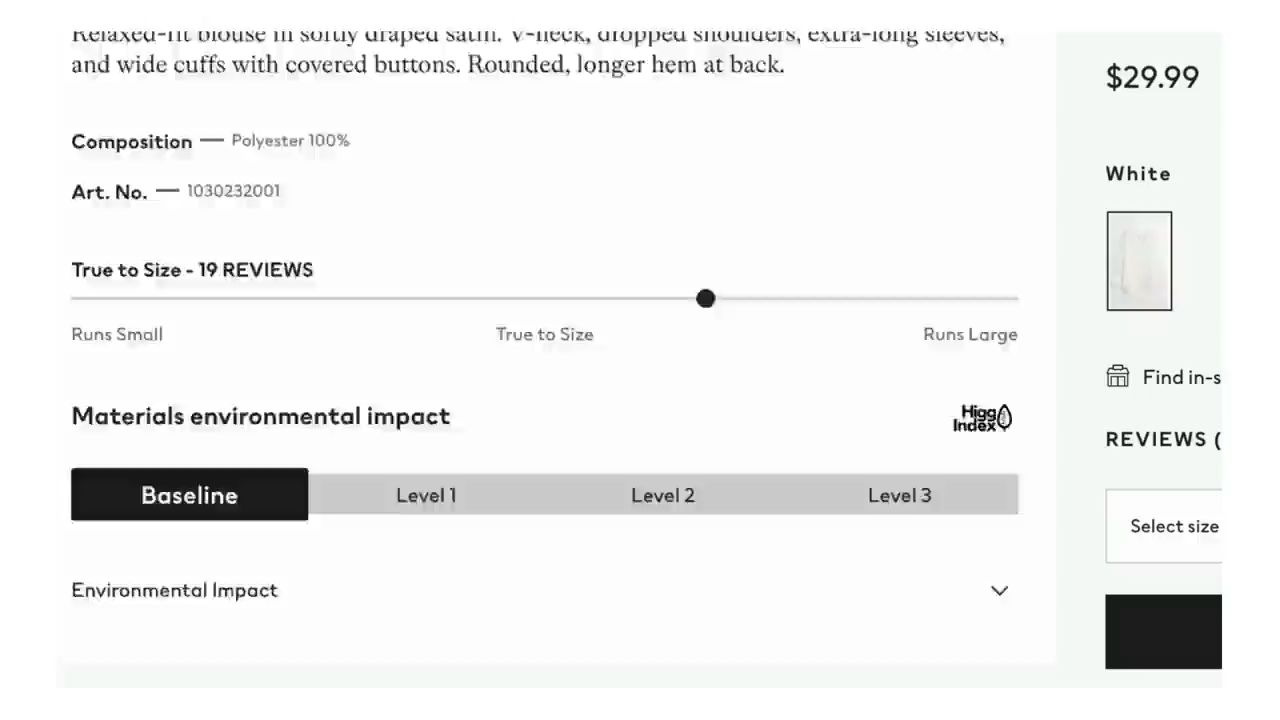 Relaxed-fit blouse in softly draped satin. V-neck, dropped shoulders, extra-long sleeves,
and wide cuffs with covered buttons. Rounded, longer hem at back.
Composition — Polyester 100%
Art. No. — 1030232001
True to Size - 19 REVIEWS
Runs Small True to Size Runs Large
Materials environmental impact
Higg
Index
Baseline Level 1 Level 2 Level 3
Environmental Impact
$29.99
White
Find in-s
REVIEWS (
Select size